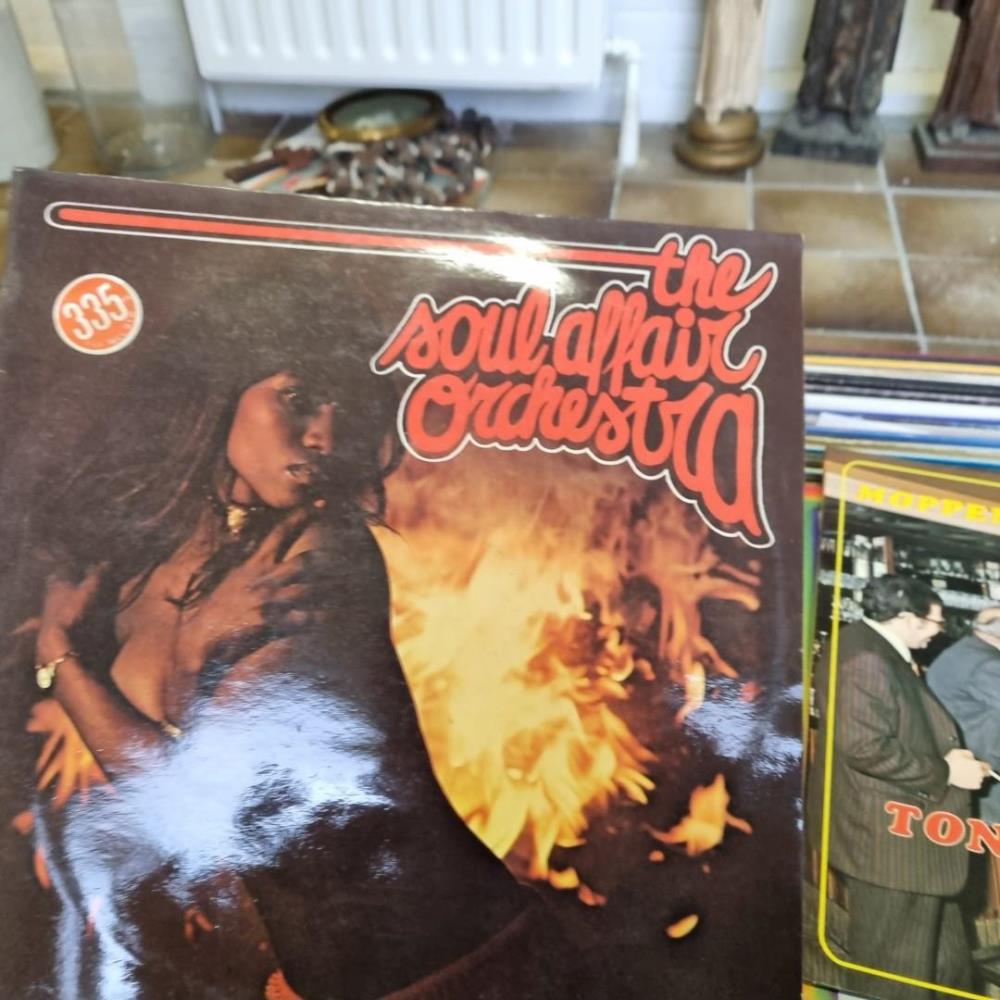 the
soul affair
orchestra
335
MOPPE
TON